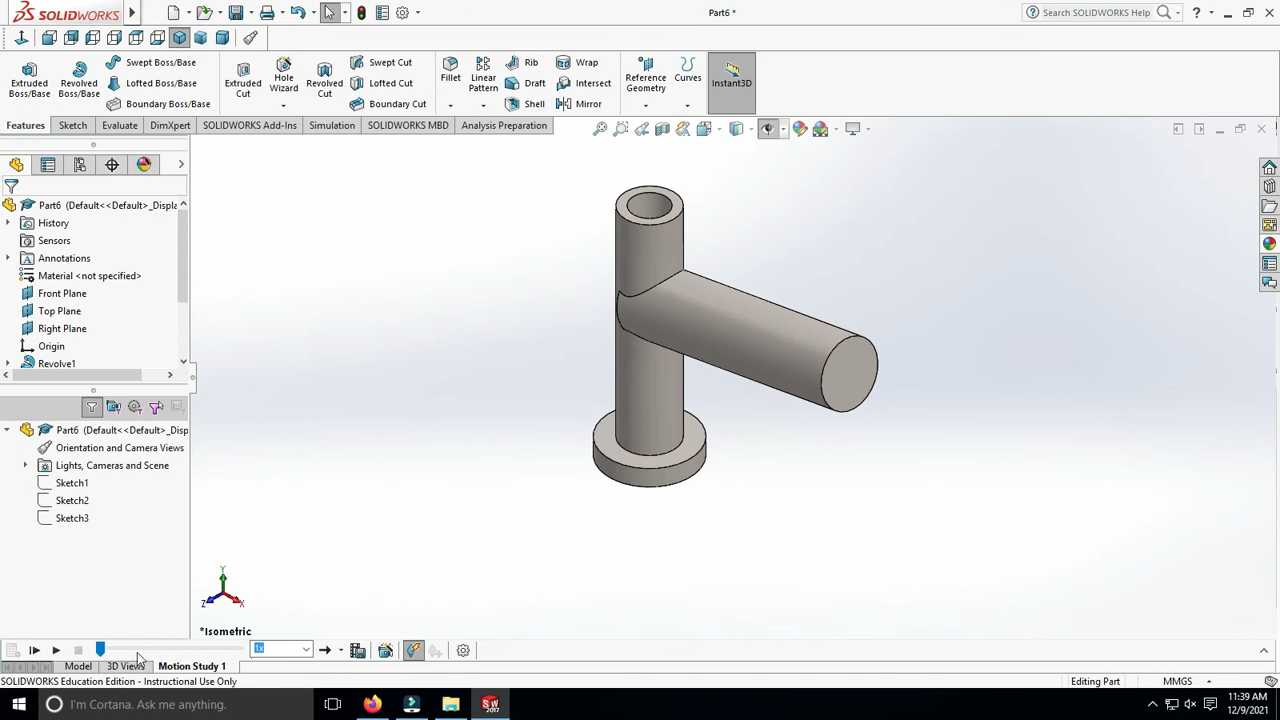 SOLIDWORKS
Part6 *
Search SOLIDWORKS Help
Extruded Boss/Base
Revolved Boss/Base
Swept Boss/Base
Lofted Boss/Base
Boundary Boss/Base
Extruded Cut
Hole Wizard
Revolved Cut
Swept Cut
Lofted Cut
Boundary Cut
Fillet
Linear Pattern
Rib
Draft
Shell
Wrap
Intersect
Mirror
Reference Geometry
Curves
Instant3D
Features
Sketch
Evaluate
DimXpert
SOLIDWORKS Add-Ins
Simulation
SOLIDWORKS MBD
Analysis Preparation
Part6 (Default<<Default>_Displa
History
Sensors
Annotations
Material <not specified>
Front Plane
Top Plane
Right Plane
Origin
Revolve1
Part6 (Default<<Default>_Disp
Orientation and Camera Views
Lights, Cameras and Scene
Sketch1
Sketch2
Sketch3
Y
Z
X
*Isometric
1x
Model
3D Views
Motion Study 1
SOLIDWORKS Education Edition - Instructional Use Only
Editing Part
MMGS
I'm Cortana. Ask me anything.
SW
2017
11:39 AM
12/9/2021